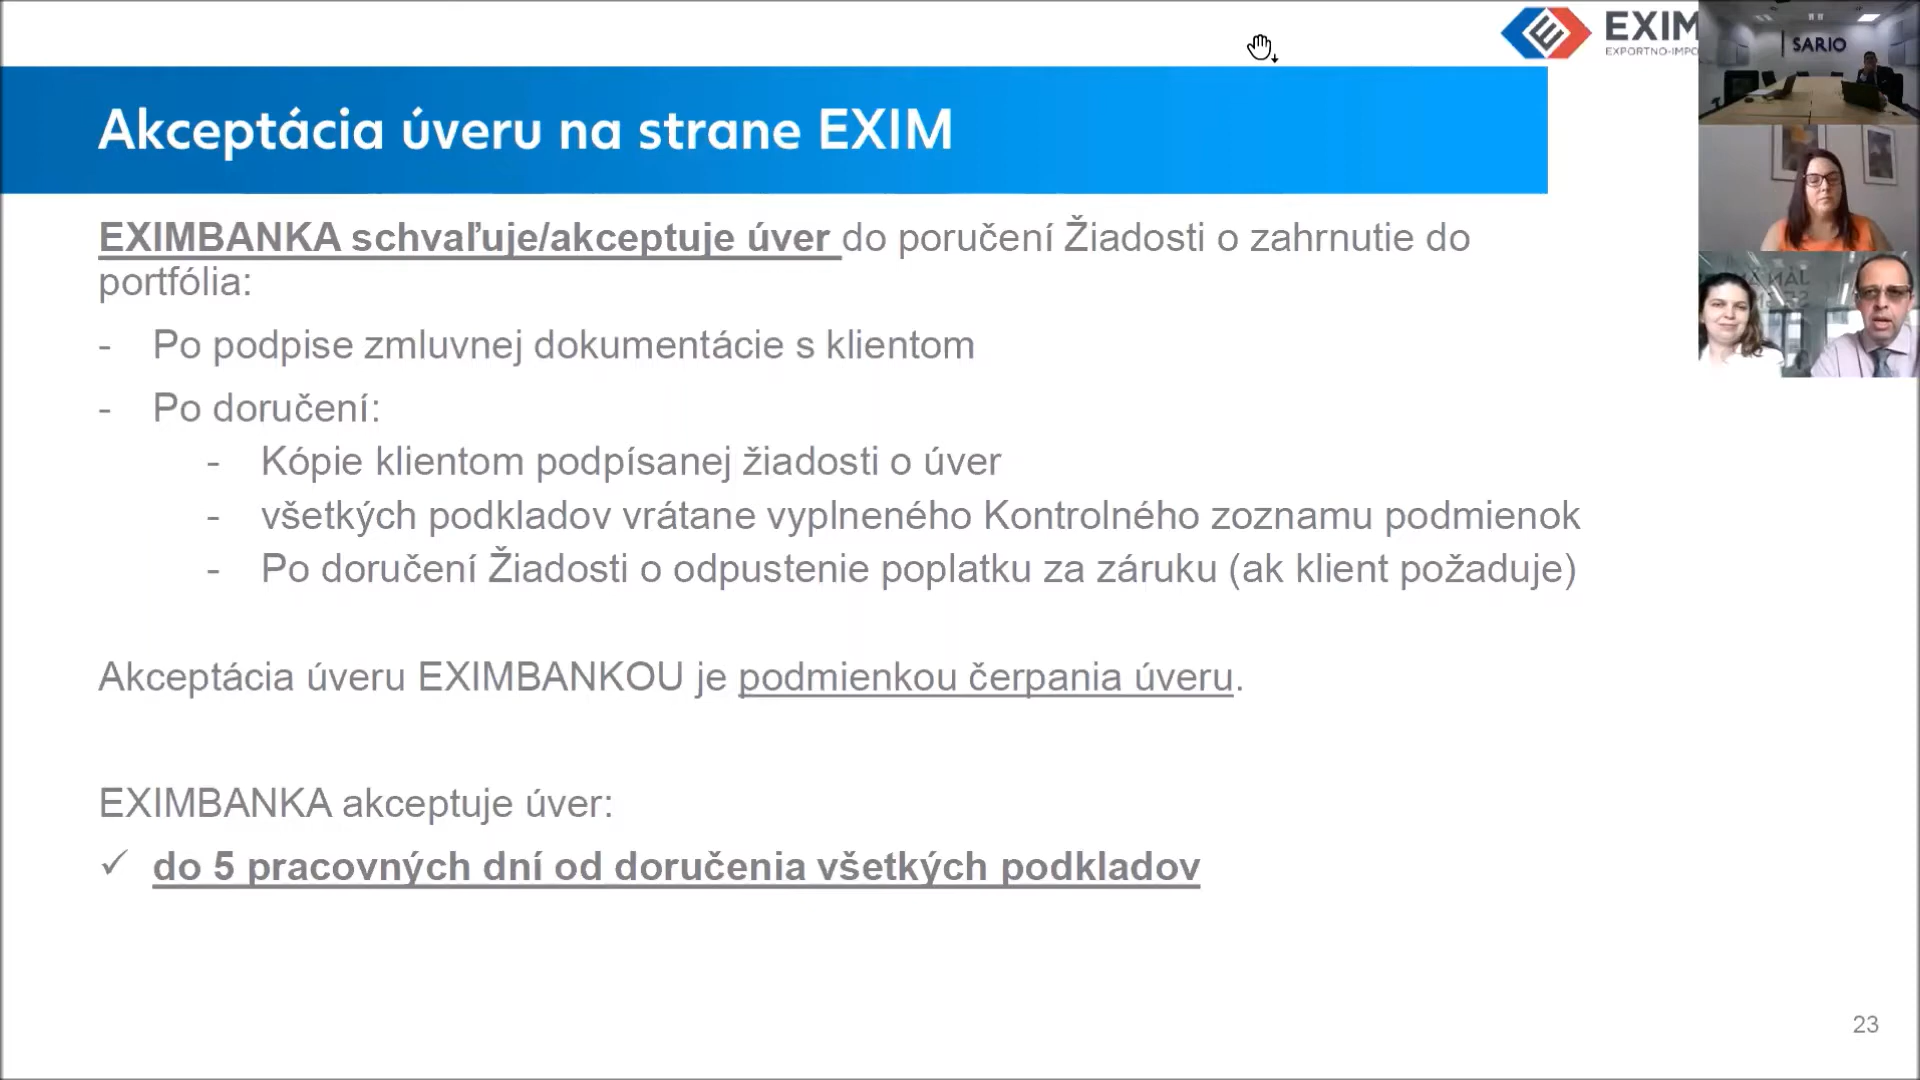 EXIM
EXPORTNO-IMPO
SARIO
Akceptácia úveru na strane EXIM
EXIMBANKA schvaľuje/akceptuje úver do poručení Žiadosti o zahrnutie do
portfólia:
- Po podpise zmluvnej dokumentácie s klientom
- Po doručení:
- Kópie klientom podpísanej žiadosti o úver
- všetkých podkladov vrátane vyplneného Kontrolného zoznamu podmienok
- Po doručení Žiadosti o odpustenie poplatku za záruku (ak klient požaduje)
Akceptácia úveru EXIMBANKOU je podmienkou čerpania úveru.
EXIMBANKA akceptuje úver:
✓ do 5 pracovných dní od doručenia všetkých podkladov
23